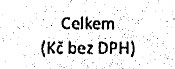 Celkem
(Kč bez DPH)